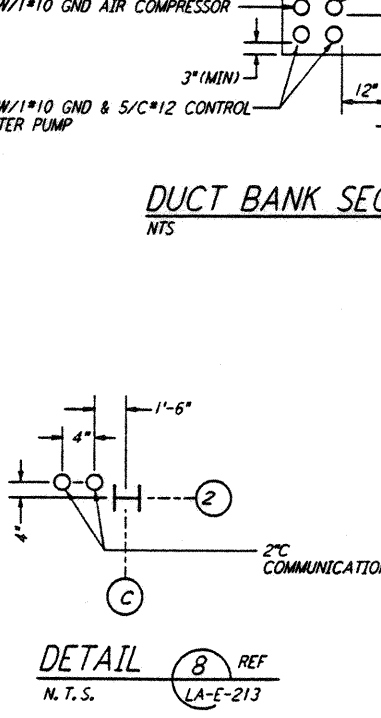 W/1#10 GND AIR COMPRESSOR
3"(MIN)
W/1#10 GND & 5/C#12 CONTROL
TER PUMP
12"
DUCT BANK SEC
NTS
1'-6"
4"
2
4"
2"C
COMMUNICATION
C
DETAIL 8 REF
N.T.S. LA-E-213